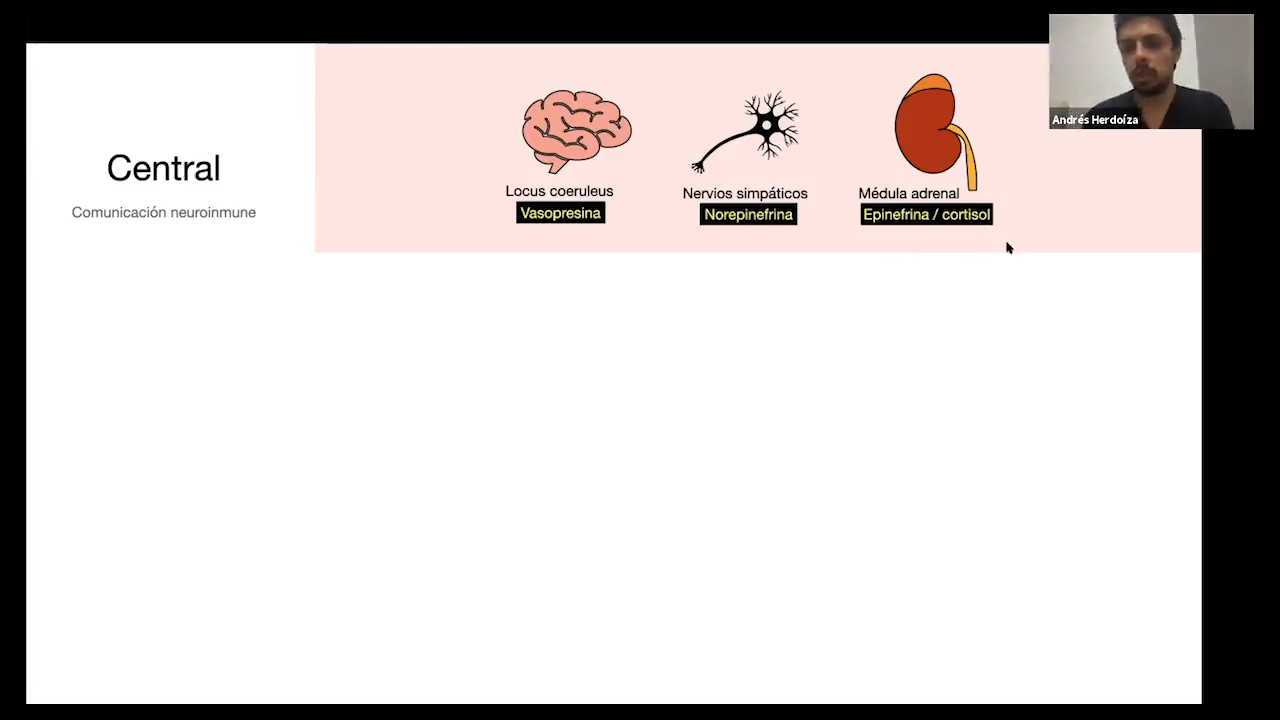 Central
Comunicación neuroinmune
Locus coeruleus
Vasopresina
Nervios simpáticos
Norepinefrina
Médula adrenal
Epinefrina / cortisol
Andrés Herdoíza